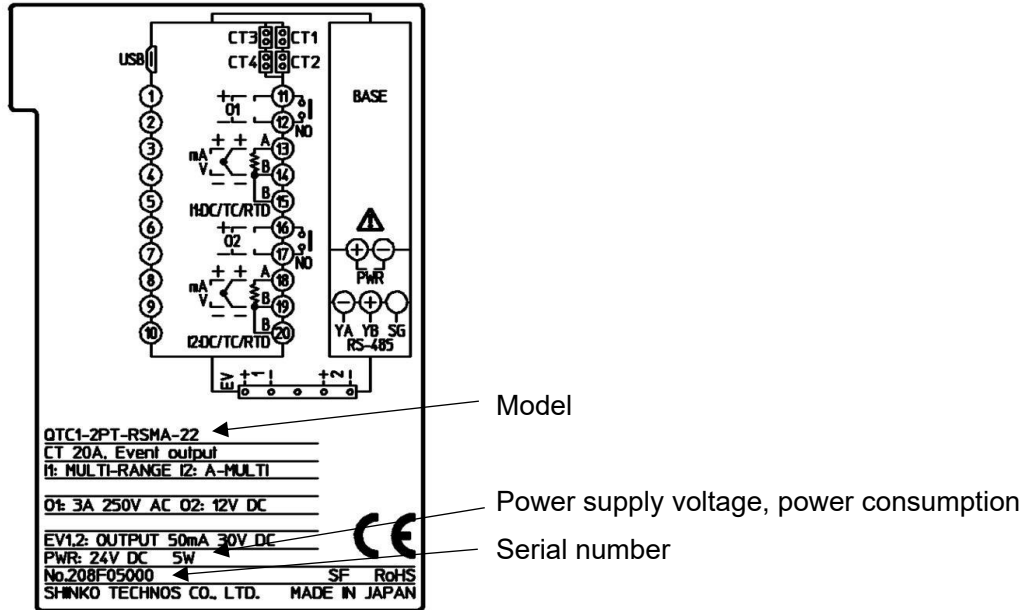 CT3 CT1
USB
CT4 CT2
1 + 11 BASE
O1
2 - 12 NO
3 + + A 13
mA
V B
4 - - 14
5 B 15
I1:DC/TC/RTD
6 + 16
O2
7 - 17 NO
8 + + A 18
mA
V B
9 - - 19
10 B 20
I2:DC/TC/RTD
+ -
PWR
- +
YA YB SG
RS-485
EV + 1 - + 2 -
Model
QTC1-2PT-RSMA-22
CT 20A, Event output
I1: MULTI-RANGE I2: A-MULTI
O1: 3A 250V AC O2: 12V DC
Power supply voltage, power consumption
EV1,2: OUTPUT 50mA 30V DC
CE
PWR: 24V DC 5W
Serial number
No.208F05000 SF RoHS
SHINKO TECHNOS CO., LTD. MADE IN JAPAN